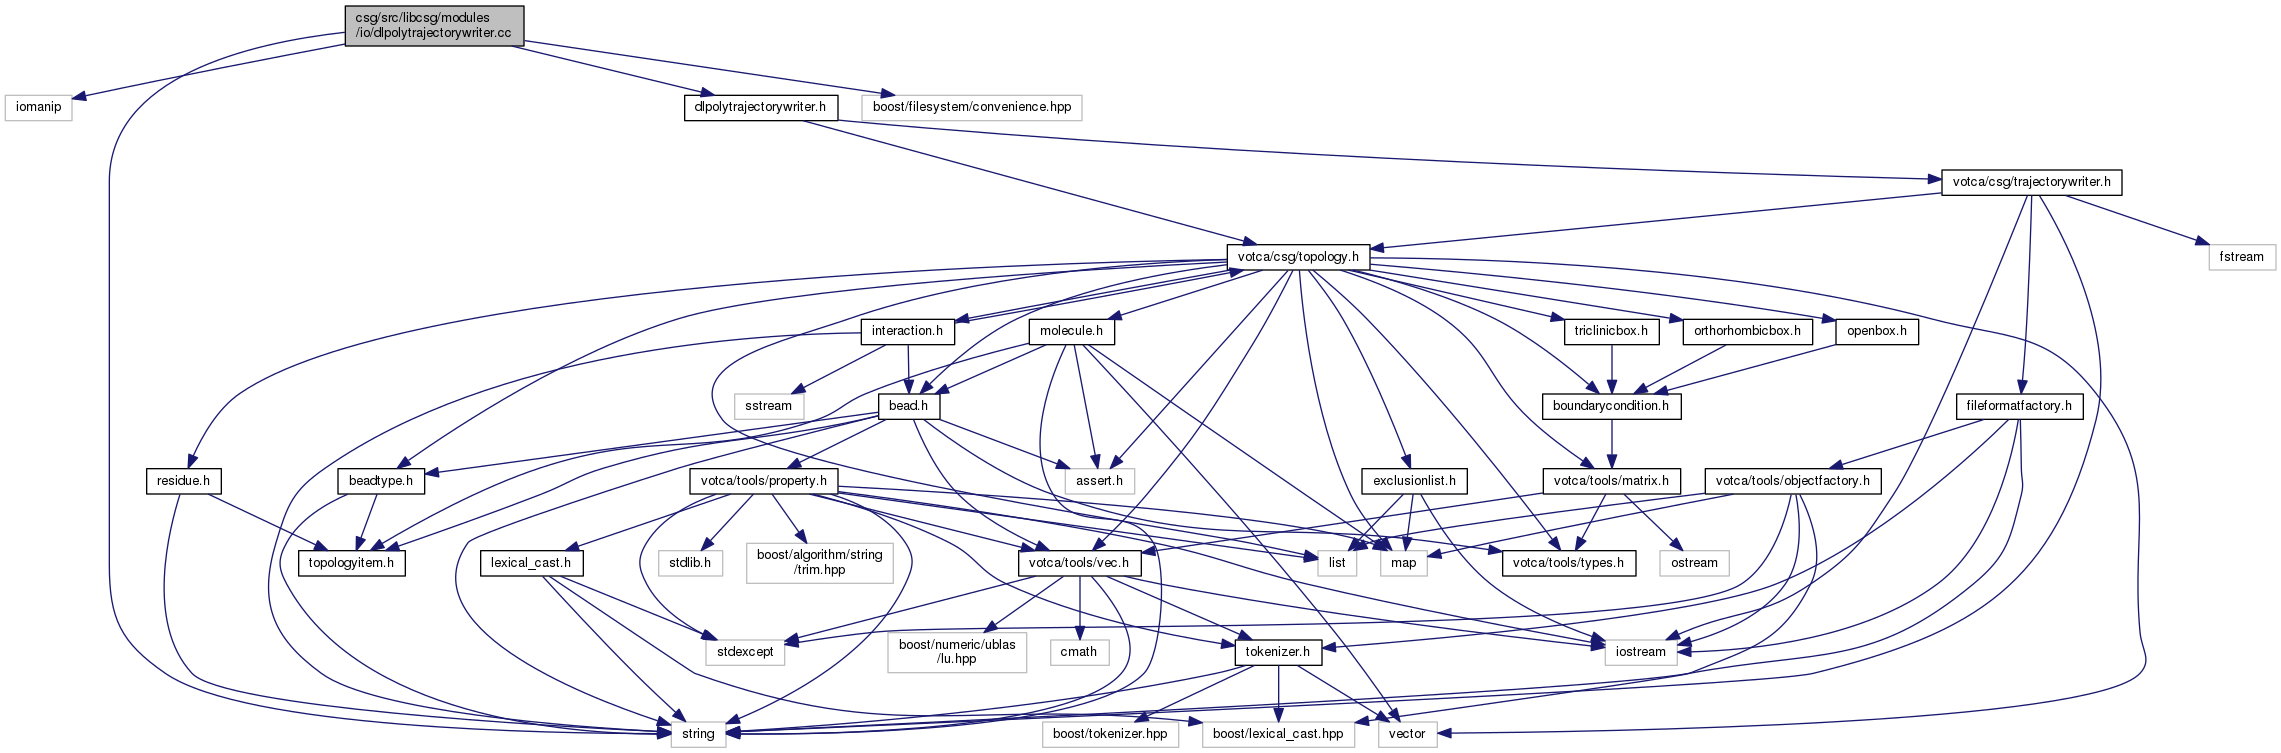 csg/src/libcsg/modules
/io/dlpolytrajectorywriter.cc
iomanip
dlpolytrajectorywriter.h
boost/filesystem/convenience.hpp
votca/csg/trajectorywriter.h
votca/csg/topology.h
fstream
interaction.h
molecule.h
triclinicbox.h
orthorhombicbox.h
openbox.h
sstream
bead.h
boundarycondition.h
fileformatfactory.h
residue.h
beadtype.h
votca/tools/property.h
assert.h
exclusionlist.h
votca/tools/matrix.h
votca/tools/objectfactory.h
topologyitem.h
lexical_cast.h
stdlib.h
boost/algorithm/string
/trim.hpp
votca/tools/vec.h
list
map
votca/tools/types.h
ostream
stdexcept
boost/numeric/ublas
/lu.hpp
cmath
tokenizer.h
iostream
string
boost/tokenizer.hpp
boost/lexical_cast.hpp
vector